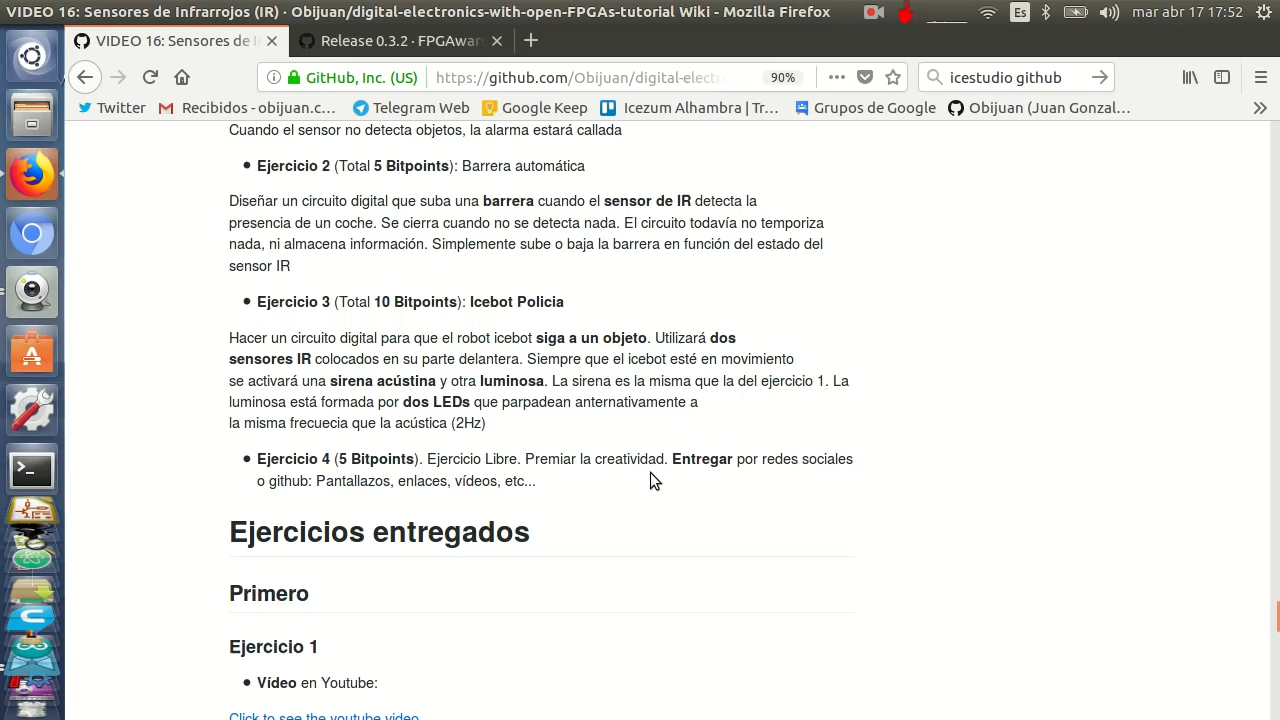 VIDEO 16: Sensores de Infrarrojos (IR) · Obijuan/digital-electronics-with-open-FPGAs-tutorial Wiki - Mozilla Firefox
Es
mar abr 17 17:52
VIDEO 16: Sensores de I
Release 0.3.2 · FPGAwar
GitHub, Inc. (US)
https://github.com/Obijuan/digital-electr
90%
icestudio github
Twitter
Recibidos - obijuan.c...
Telegram Web
Google Keep
Icezum Alhambra | Tr...
Grupos de Google
Obijuan (Juan Gonzal...
Cuando el sensor no detecta objetos, la alarma estará callada
Ejercicio 2 (Total 5 Bitpoints): Barrera automática
Diseñar un circuito digital que suba una barrera cuando el sensor de IR detecta la
presencia de un coche. Se cierra cuando no se detecta nada. El circuito todavía no temporiza
nada, ni almacena información. Simplemente sube o baja la barrera en función del estado del
sensor IR
Ejercicio 3 (Total 10 Bitpoints): Icebot Policia
Hacer un circuito digital para que el robot icebot siga a un objeto. Utilizará dos
sensores IR colocados en su parte delantera. Siempre que el icebot esté en movimiento
se activará una sirena acústina y otra luminosa. La sirena es la misma que la del ejercicio 1. La
luminosa está formada por dos LEDs que parpadean anternativamente a
la misma frecuecia que la acústica (2Hz)
Ejercicio 4 (5 Bitpoints). Ejercicio Libre. Premiar la creatividad. Entregar por redes sociales
o github: Pantallazos, enlaces, vídeos, etc...
Ejercicios entregados
Primero
Ejercicio 1
Vídeo en Youtube:
Click to see the youtube video